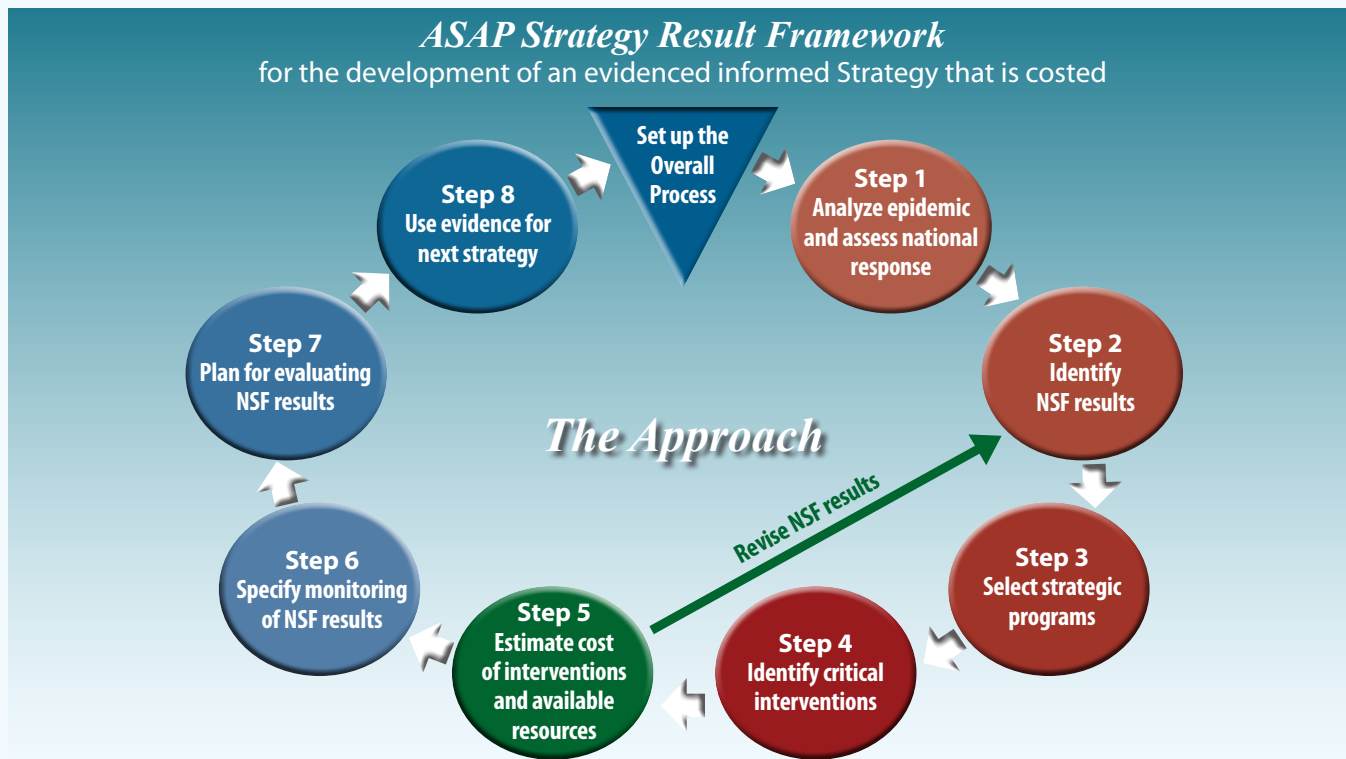 ASAP Strategy Result Framework
for the development of an evidenced informed Strategy that is costed
Set up the
Overall
Process
Step 1
Analyze epidemic
and assess national
response
Step 2
Identify
NSF results
Step 3
Select strategic
programs
Step 4
Identify critical
interventions
Step 5
Estimate cost
of interventions
and available
resources
Step 6
Specify monitoring
of NSF results
Step 7
Plan for evaluating
NSF results
Step 8
Use evidence for
next strategy
The Approach
Revise NSF results